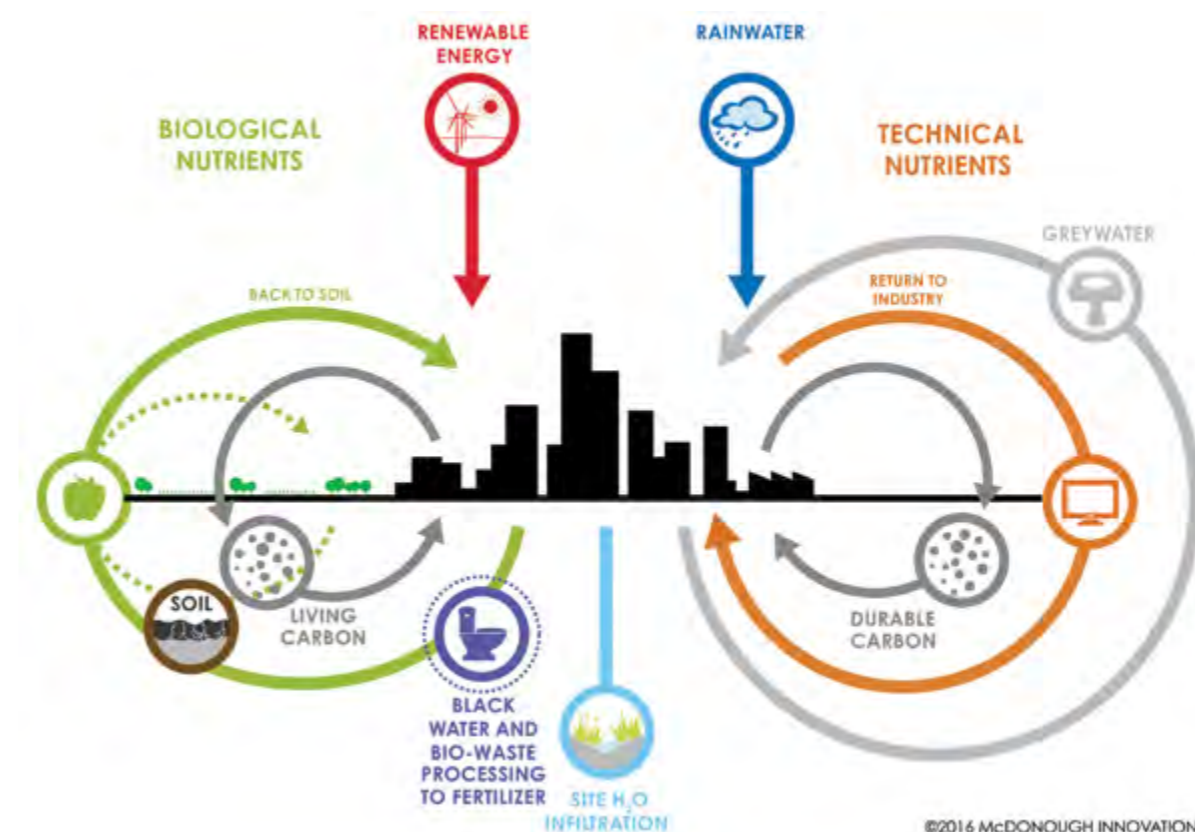 RENEWABLE
ENERGY
RAINWATER
BIOLOGICAL
NUTRIENTS
TECHNICAL
NUTRIENTS
GREYWATER
BACK TO SOIL
RETURN TO
INDUSTRY
SOIL
LIVING
CARBON
DURABLE
CARBON
BLACK
WATER AND
BIO-WASTE
PROCESSING
TO FERTILIZER
SITE H₂O
INFILTRATION
©2016 McDONOUGH INNOVATION